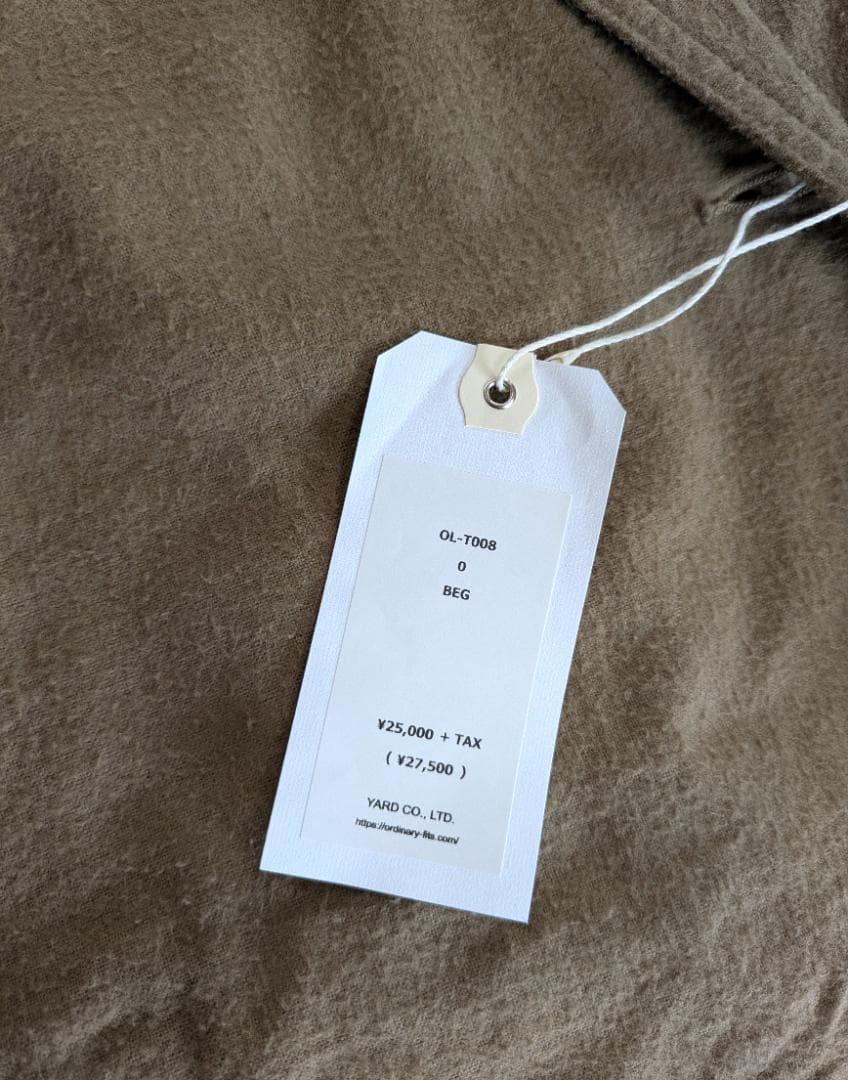 OL-T008
0
BEG
¥25,000 + TAX
( ¥27,500 )
YARD CO., LTD.
https://ordinary-fits.com/